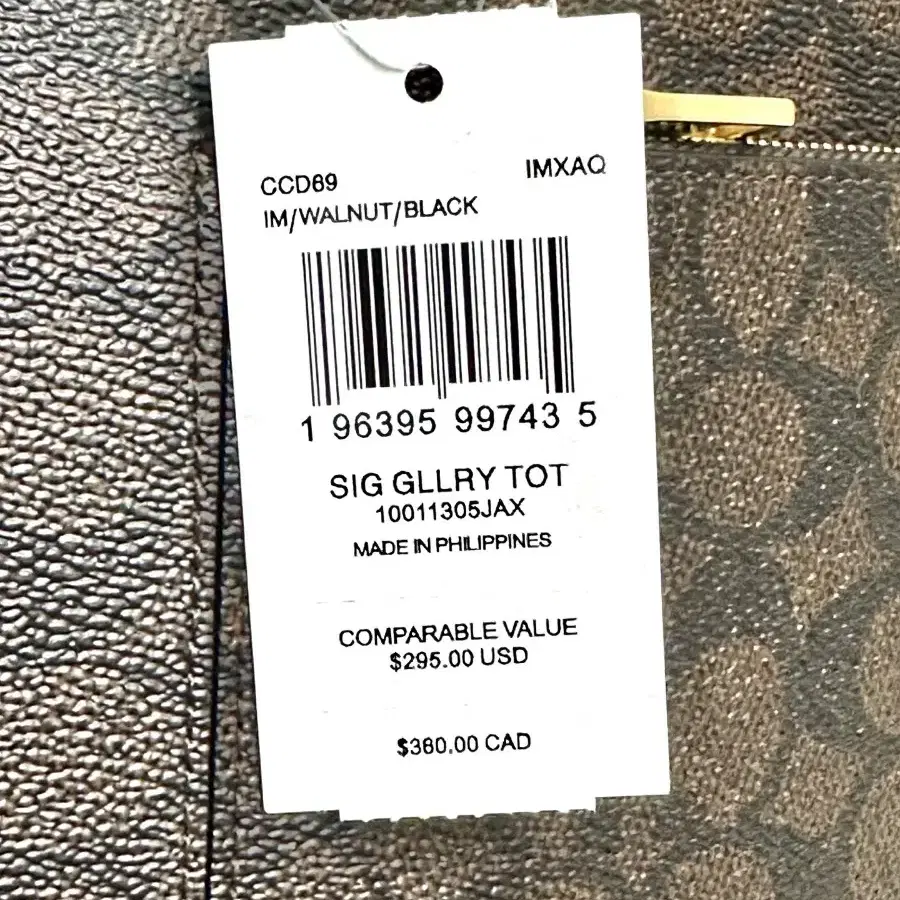 CCD89 IMXAQ
IM/WALNUT/BLACK
1 96395 99743 5
SIG GLLRY TOT
10011305JAX
MADE IN PHILIPPINES
COMPARABLE VALUE
$295.00 USD
$380.00 CAD